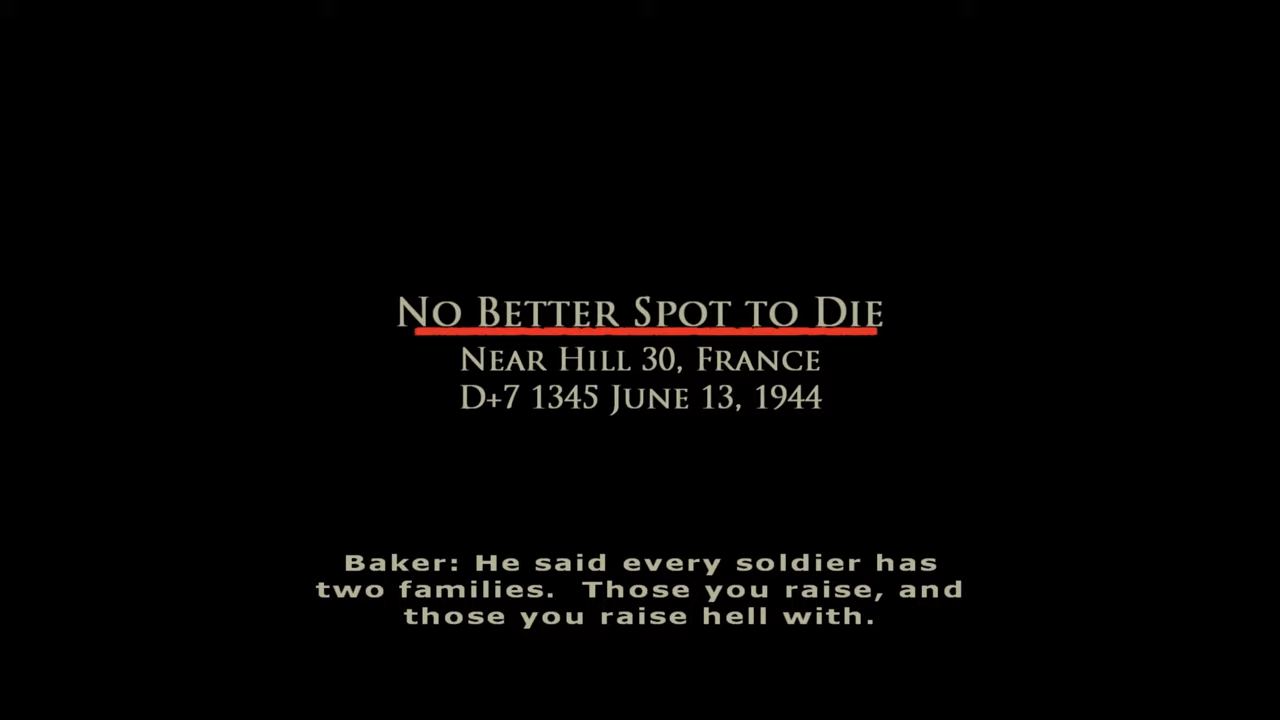 No Better Spot to Die
Near Hill 30, France
D+7 1345 June 13, 1944
Baker: He said every soldier has
two families.  Those you raise, and
those you raise hell with.